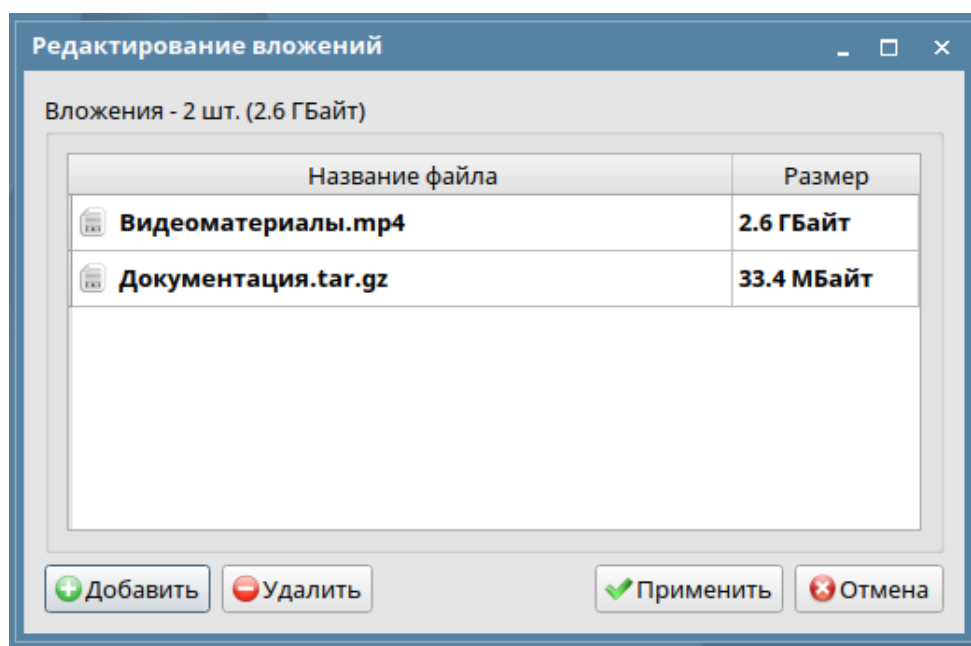 Редактирование вложений
Вложения - 2 шт. (2.6 ГБайт)
Название файла Размер
Видеоматериалы.mp4 2.6 ГБайт
Документация.tar.gz 33.4 МБайт
Добавить Удалить Применить Отмена